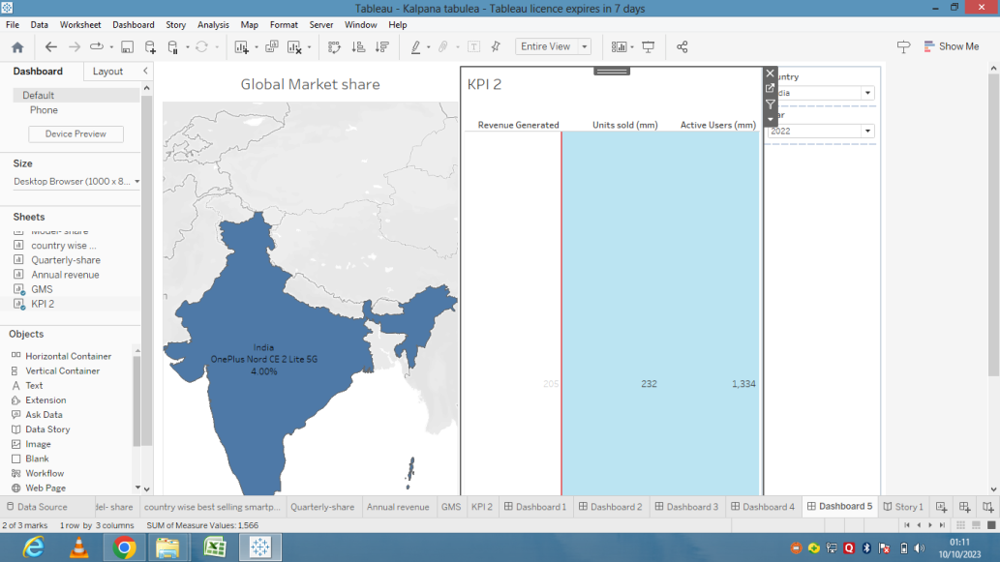 Tableau - Kalpana tabulea - Tableau licence expires in 7 days
File Data Worksheet Dashboard Story Analysis Map Format Server Window Help
Entire View
Show Me
Dashboard Layout
Default
Phone
Device Preview
Size
Desktop Browser (1000 x 8...
Sheets
Model- share
country wise ...
Quarterly-share
Annual revenue
GMS
KPI 2
Objects
Horizontal Container
Vertical Container
Text
Extension
Ask Data
Data Story
Image
Blank
Workflow
Web Page
Global Market share
India
OnePlus Nord CE 2 Lite 5G
4.00%
KPI 2
Revenue Generated Units sold (mm) Active Users (mm)
205 232 1,334
ountry
dia
ar
2022
Data Source del- share country wise best selling smartp... Quarterly-share Annual revenue GMS KPI 2 Dashboard 1 Dashboard 2 Dashboard 3 Dashboard 4 Dashboard 5 Story 1
2 of 3 marks 1 row by 3 columns SUM of Measure Values: 1,566
01:11
10/10/2023